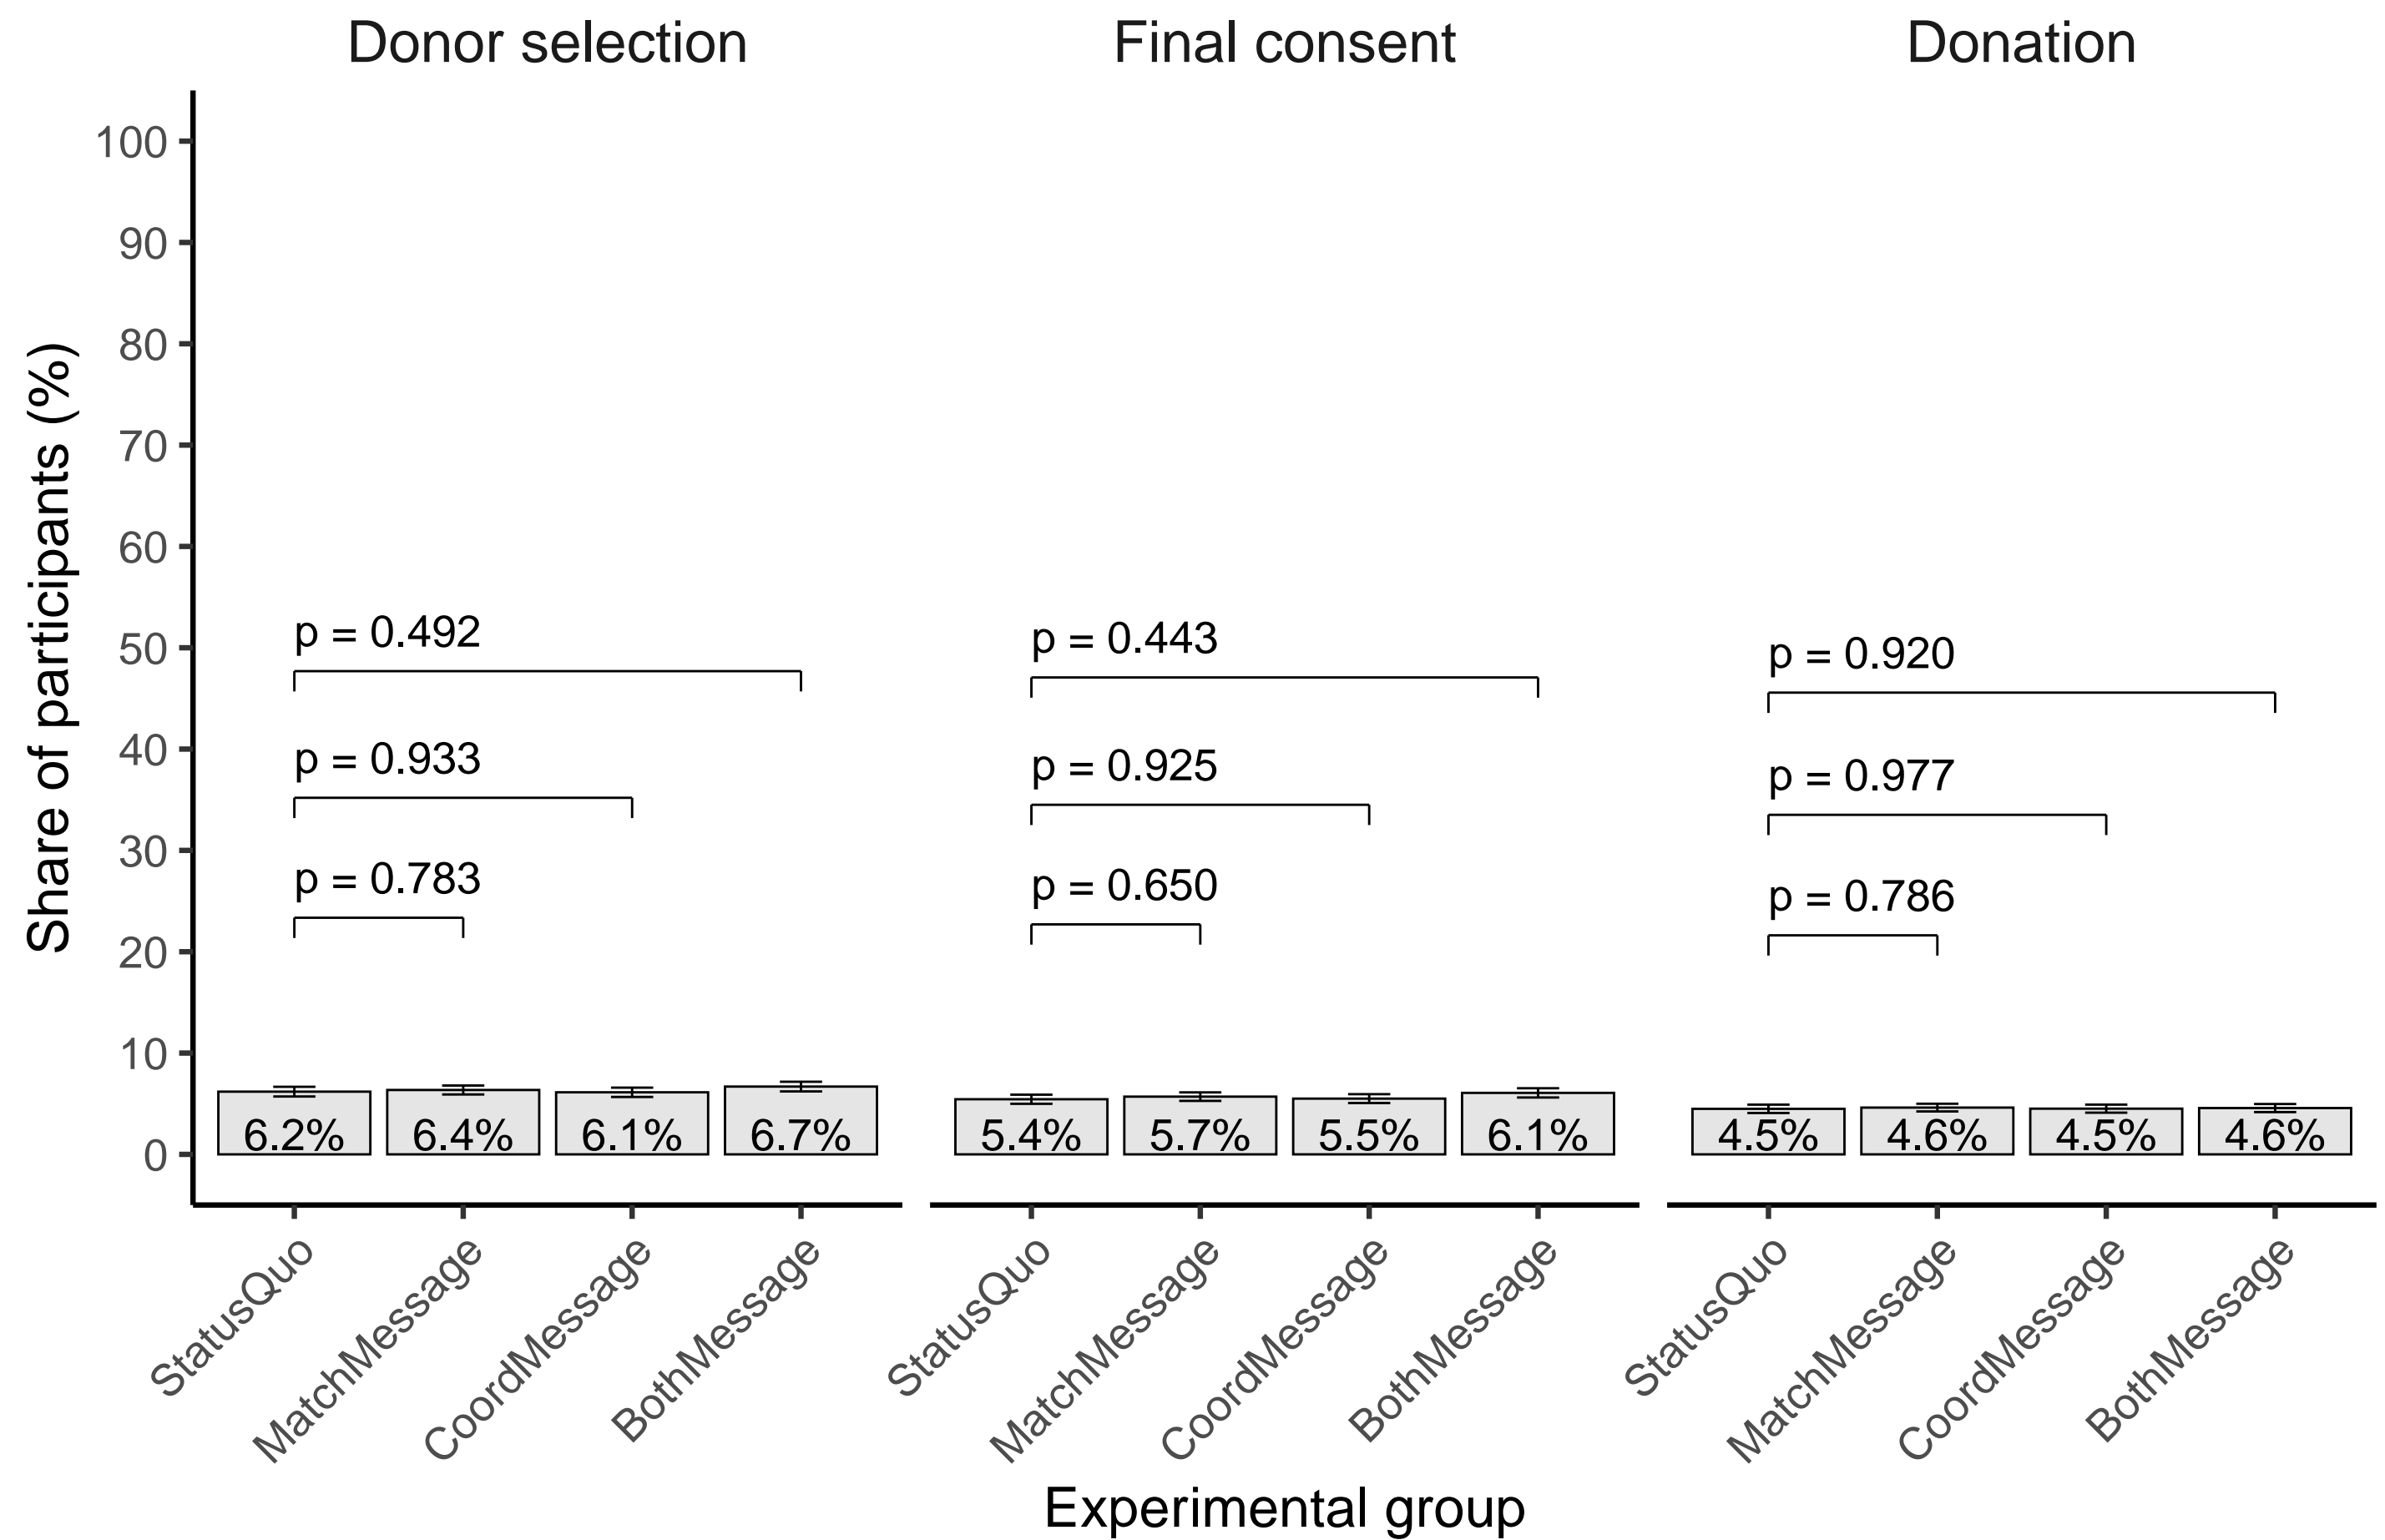 Donor selection
Final consent
Donation
Share of participants (%)
100
90
80
70
60
50
40
30
20
10
0
p = 0.492
p = 0.933
p = 0.783
6.2%
6.4%
6.1%
6.7%
p = 0.443
p = 0.925
p = 0.650
5.4%
5.7%
5.5%
6.1%
p = 0.920
p = 0.977
p = 0.786
4.5%
4.6%
4.5%
4.6%
StatusQuo
MatchMessage
CoordMessage
BothMessage
StatusQuo
MatchMessage
CoordMessage
BothMessage
StatusQuo
MatchMessage
CoordMessage
BothMessage
Experimental group